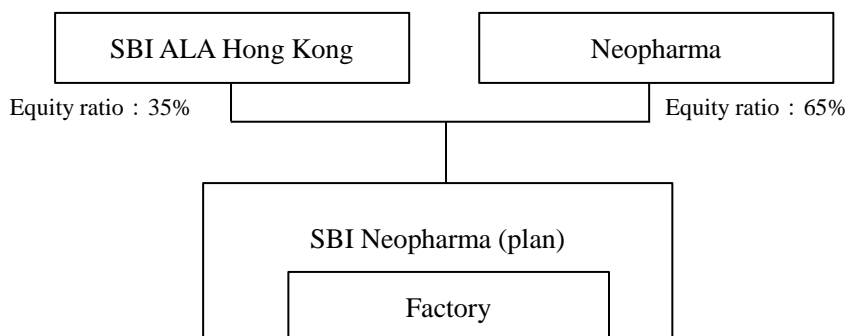 SBI ALA Hong Kong
Neopharma
Equity ratio：35%
Equity ratio：65%
SBI Neopharma (plan)
Factory